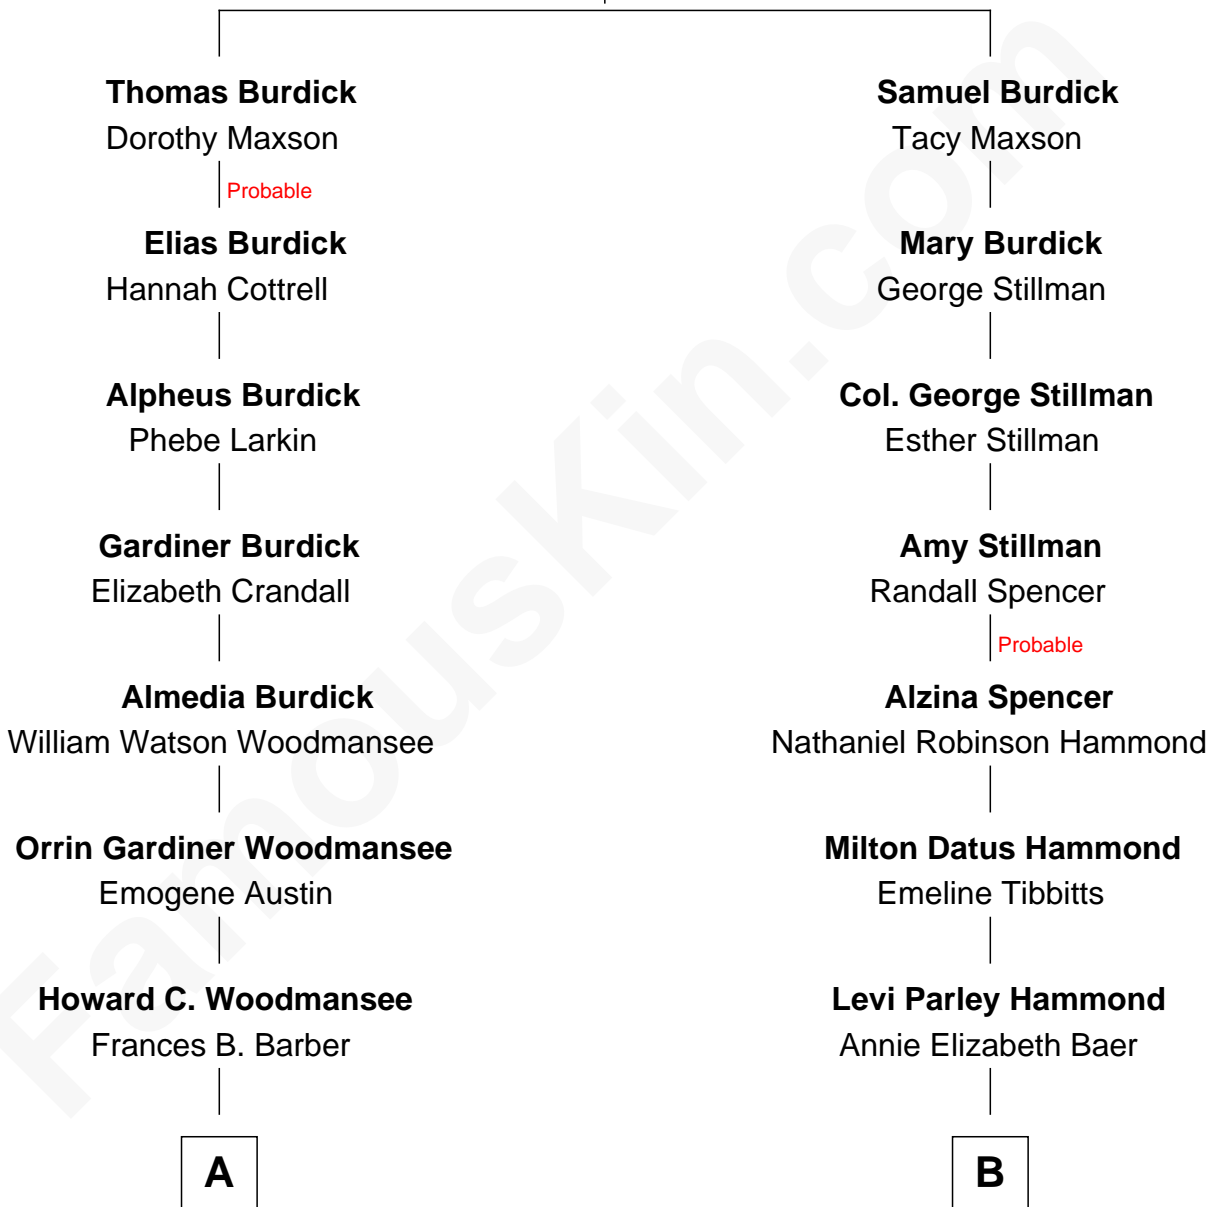 Thomas Burdick
Dorothy Maxson
Probable
Elias Burdick
Hannah Cottrell
Alpheus Burdick
Phebe Larkin
Gardiner Burdick
Elizabeth Crandall
Almedia Burdick
William Watson Woodmansee
Orrin Gardiner Woodmansee
Emogene Austin
Howard C. Woodmansee
Frances B. Barber
A
Samuel Burdick
Tacy Maxson
Mary Burdick
George Stillman
Col. George Stillman
Esther Stillman
Amy Stillman
Randall Spencer
Probable
Alzina Spencer
Nathaniel Robinson Hammond
Milton Datus Hammond
Emeline Tibbitts
Levi Parley Hammond
Annie Elizabeth Baer
B
FamousKin.com